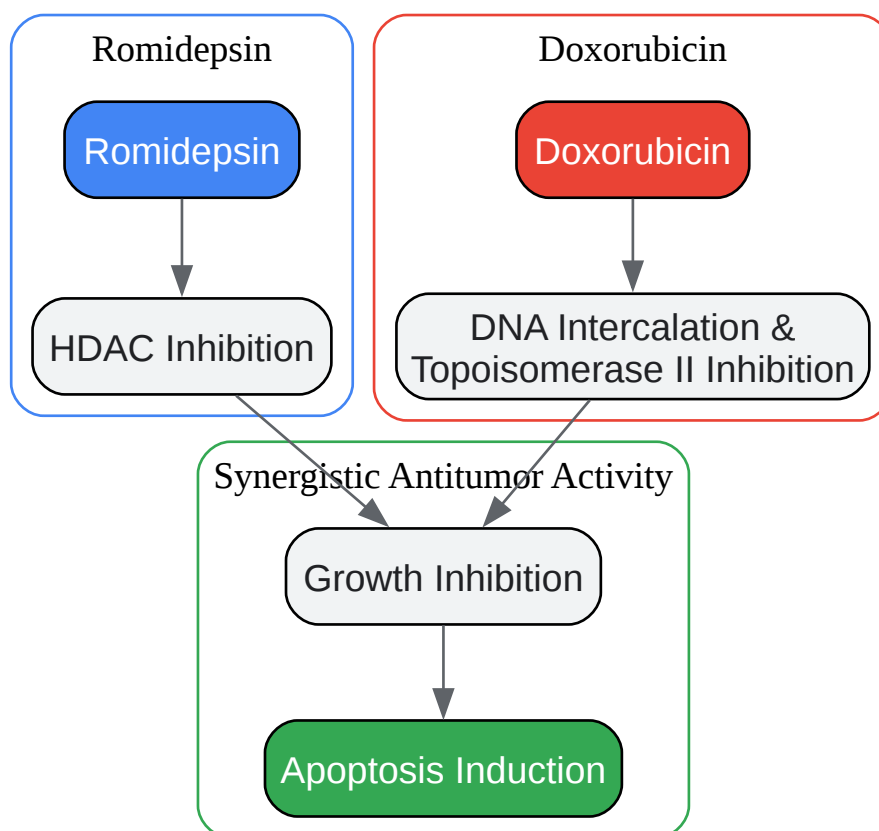 Romidepsin
Doxorubicin
Romidepsin
Doxorubicin
HDAC Inhibition
DNA Intercalation &
Topoisomerase II Inhibition
Synergistic Antitumor Activity
Growth Inhibition
Apoptosis Induction